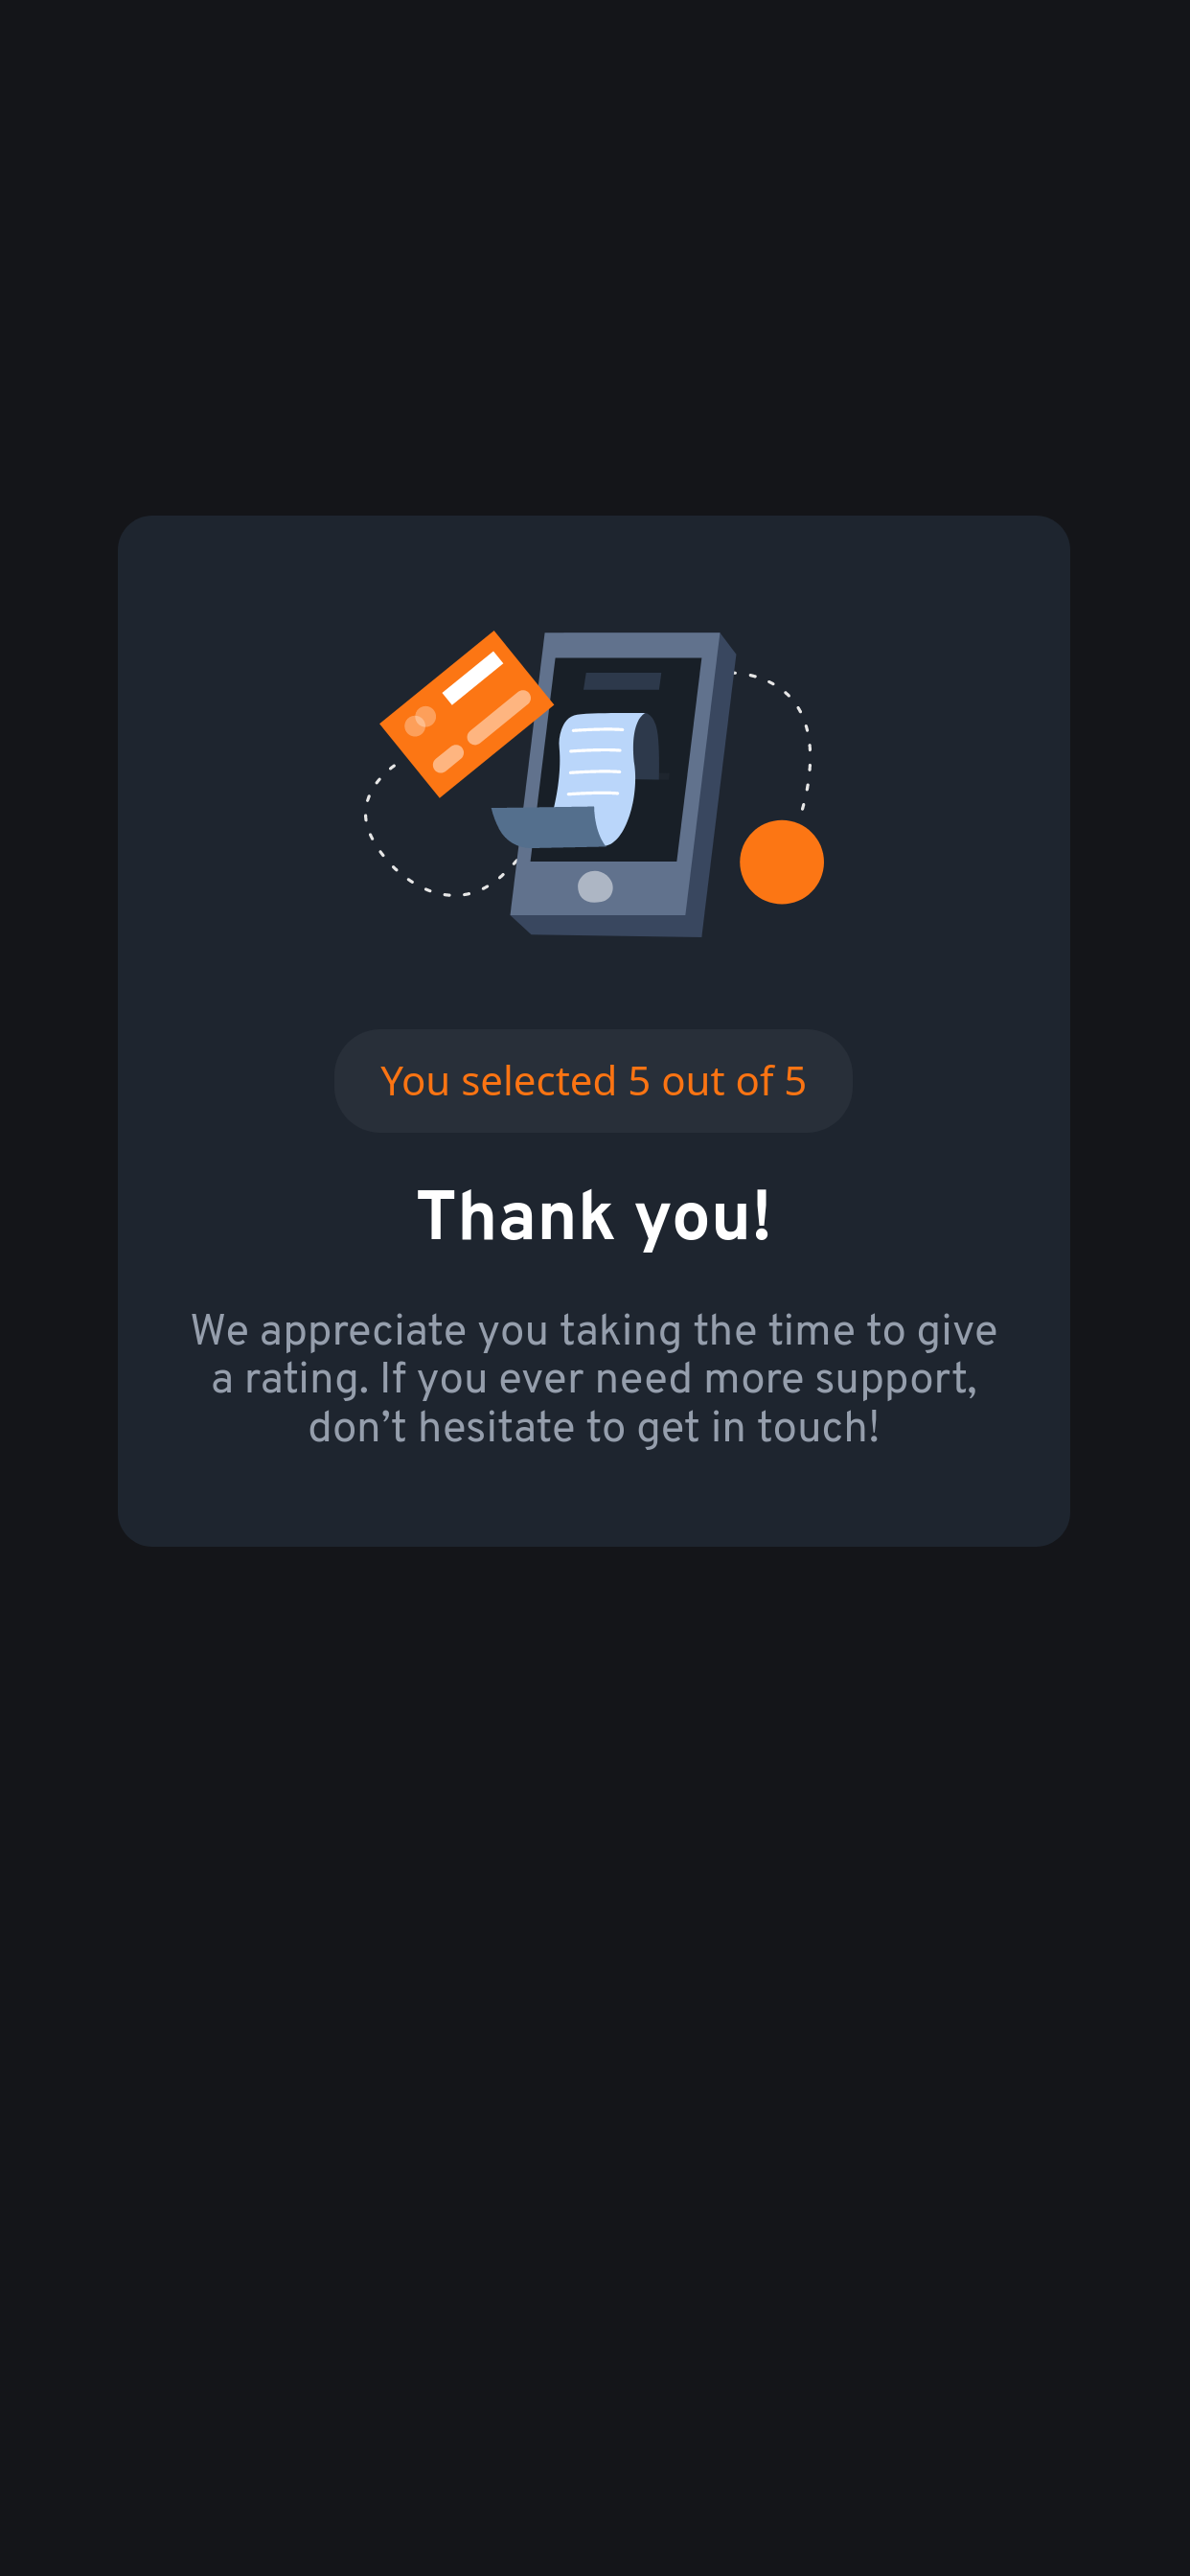 You selected 5 out of 5
Thank you!
We appreciate you taking the time to give
a rating. If you ever need more support,
don’t hesitate to get in touch!